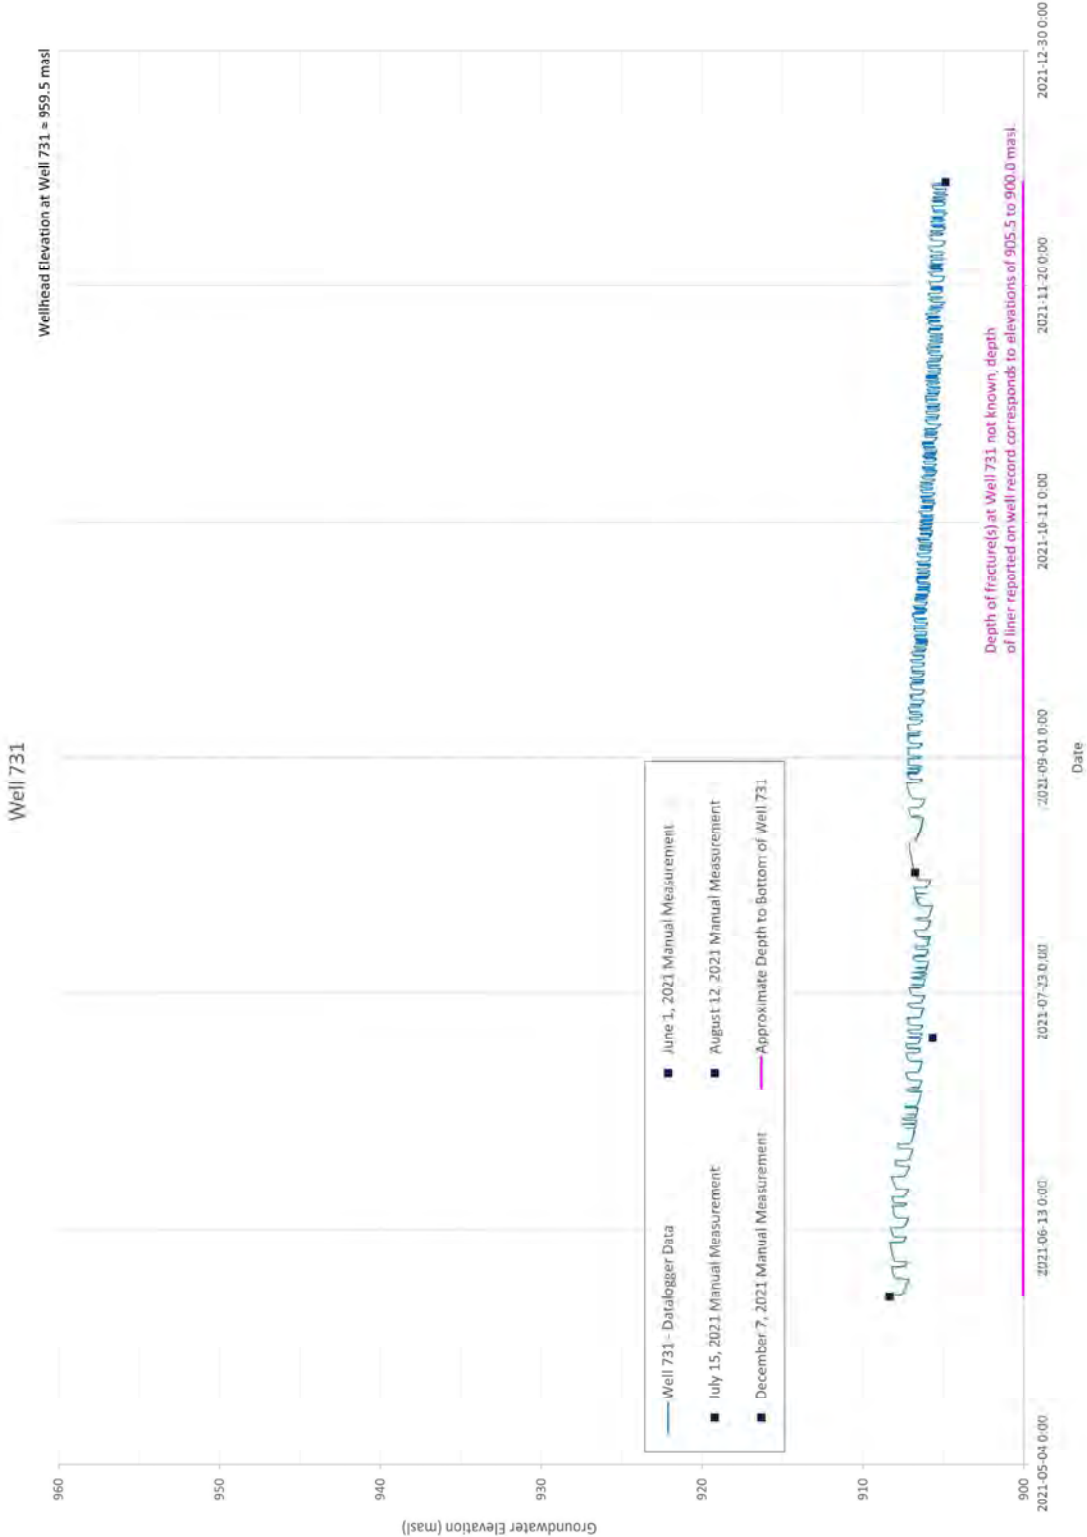 Well 731
Wellhead Elevation at Well 731 = 959.5 masl
Groundwater Elevation (masl)
960
950
940
930
920
910
900
Well 731 - Datalogger Data
June 1, 2021 Manual Measurement
July 15, 2021 Manual Measurement
August 12, 2021 Manual Measurement
December 7, 2021 Manual Measurement
Approximate Depth to Bottom of Well 731
Depth of fracture(s) at Well 731 not known, depth
of liner reported on well record corresponds to elevations of 905.5 to 900.0 masl.
2021-05-04 0:00
2021-06-13 0:00
2021-07-23 0:00
2021-09-01 0:00
2021-10-11 0:00
2021-11-20 0:00
2021-12-30 0:00
Date